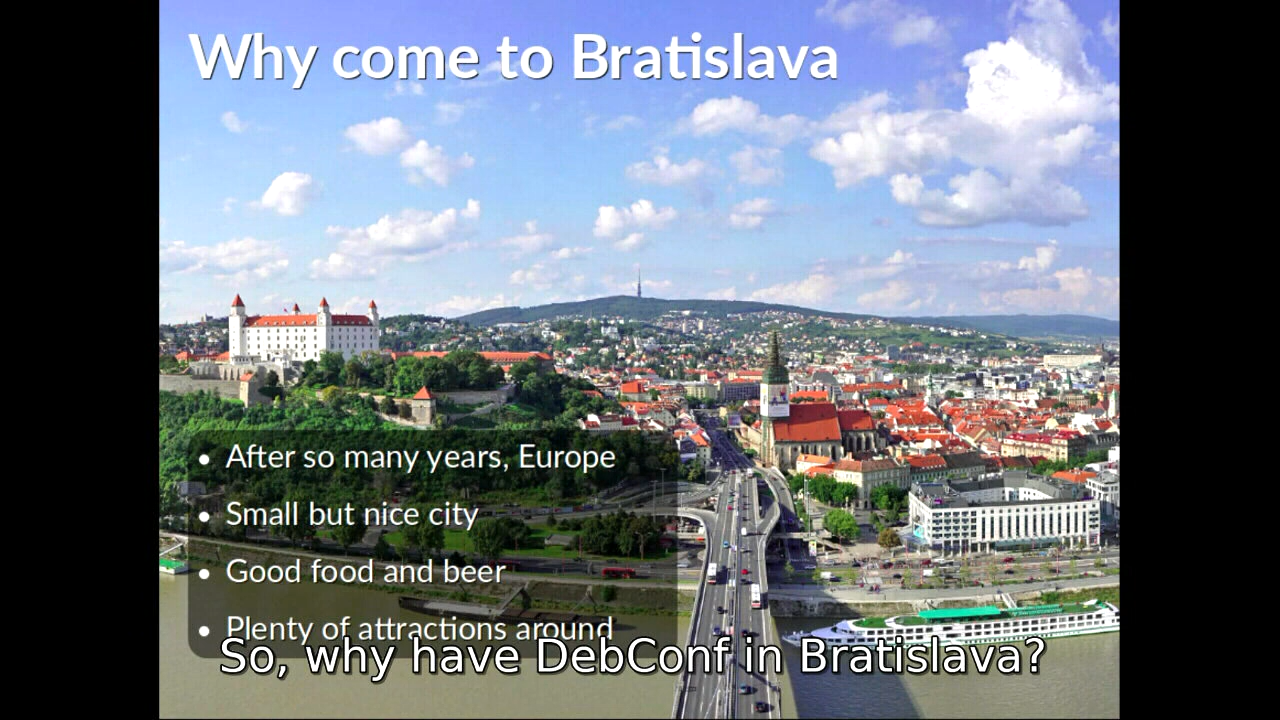 Why come to Bratislava
• After so many years, Europe
• Small but nice city
• Good food and beer
• Plenty of attractions around
So, why have DebConf in Bratislava?